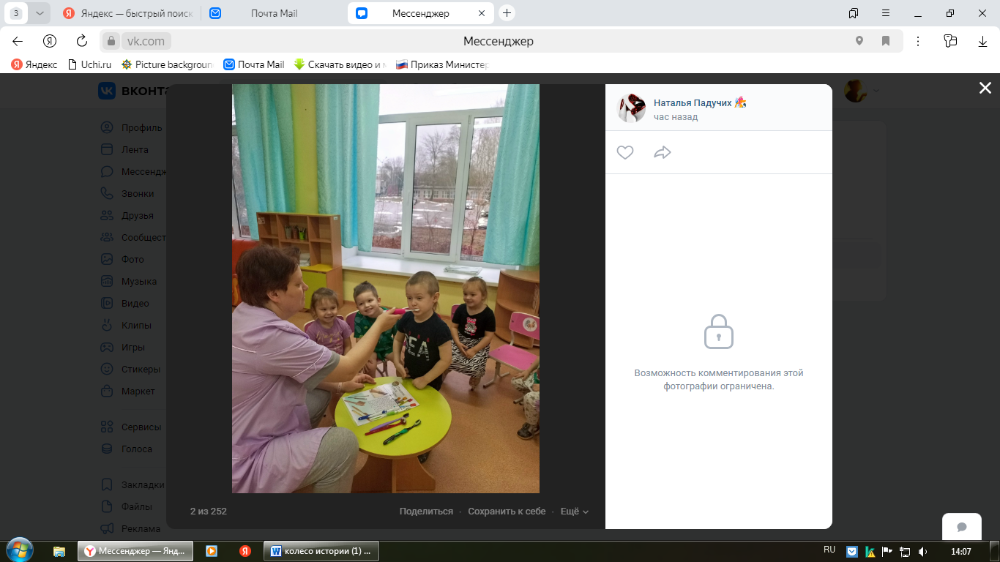 3
Яндекс — быстрый поиск
Почта Mail
Мессенджер
vk.com
Мессенджер
Яндекс
Uchi.ru
Picture backgroun
Почта Mail
Скачать видео и м
Приказ Министер
ВКОНТА
Наталья Падучих
час назад
Профиль
Лента
Мессендж
Звонки
Друзья
Сообщест
Фото
Музыка
Видео
Клипы
Игры
Стикеры
Маркет
Сервисы
Голоса
Закладки
Файлы
Реклама
Возможность комментирования этой
фотографии ограничена.
2 из 252
Поделиться · Сохранить к себе · Ещё
Мессенджер — Янд...
колесо истории (1) ...
RU
14:07